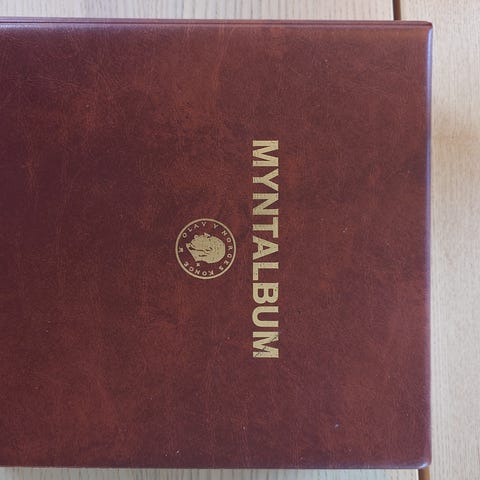 MYNTALBUM
OLAV V NORGES KONGE